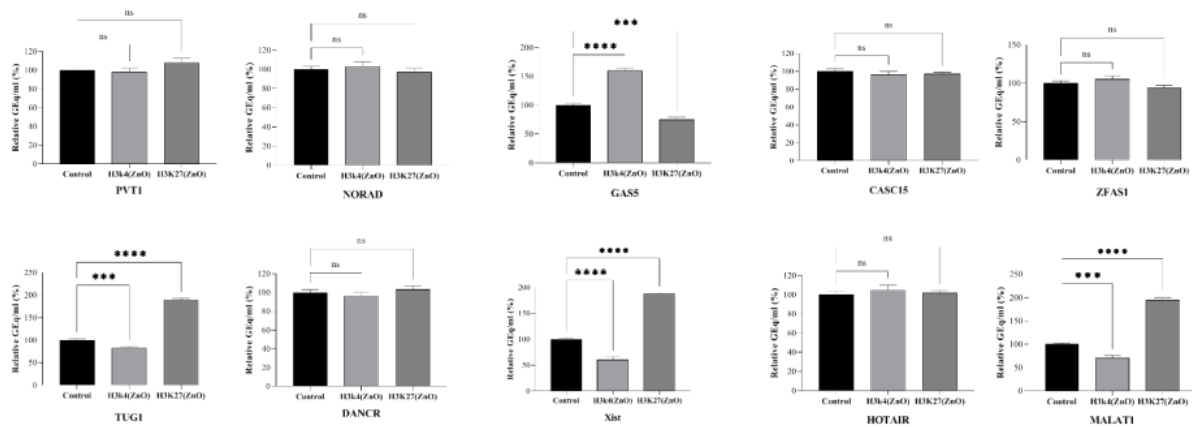 ns
ns
Relative GEq/ml (%)
120
100
80
60
40
20
0
Control H3k4(ZnO) H3K27(ZnO)
PVT1
ns
ns
Relative GEq/ml (%)
120
100
80
60
40
20
0
Control H3k4(ZnO) H3K27(ZnO)
NORAD
***
****
Relative GEq/ml (%)
200
150
100
50
0
Control H3k4(ZnO) H3K27(ZnO)
GAS5
ns
ns
Relative GEq/ml (%)
120
100
80
60
40
20
0
Control H3k4(ZnO) H3K27(ZnO)
CASC15
ns
ns
Relative GEq/ml (%)
150
100
50
0
Control H3k4(ZnO) H3K27(ZnO)
ZFAS1
****
***
Relative GEq/ml (%)
250
200
150
100
50
0
Control H3k4(ZnO) H3K27(ZnO)
TUG1
ns
ns
Relative GEq/ml (%)
120
100
80
60
40
20
0
Control H3k4(ZnO) H3K27(ZnO)
DANCR
****
****
Relative GEq/ml (%)
200
150
100
50
0
Control H3k4(ZnO) H3K27(ZnO)
Xist
ns
ns
Relative GEq/ml (%)
120
100
80
60
40
20
0
Control H3k4(ZnO) H3K27(ZnO)
HOTAIR
****
***
Relative GEq/ml (%)
250
200
150
100
50
0
Control H3k4(ZnO) H3K27(ZnO)
MALAT1